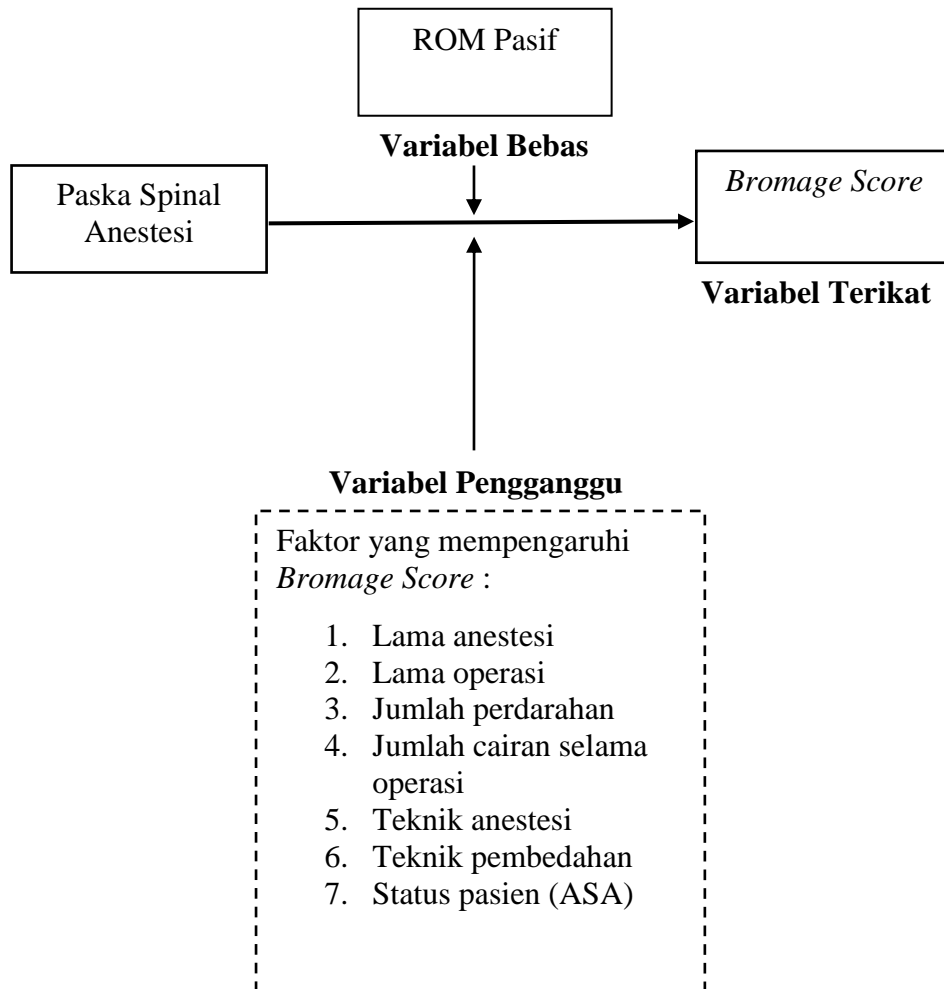 ROM Pasif
Variabel Bebas
Paska Spinal
Anestesi
Bromage Score
Variabel Terikat
Variabel Pengganggu
Faktor yang mempengaruhi
Bromage Score :
1. Lama anestesi
2. Lama operasi
3. Jumlah perdarahan
4. Jumlah cairan selama
operasi
5. Teknik anestesi
6. Teknik pembedahan
7. Status pasien (ASA)